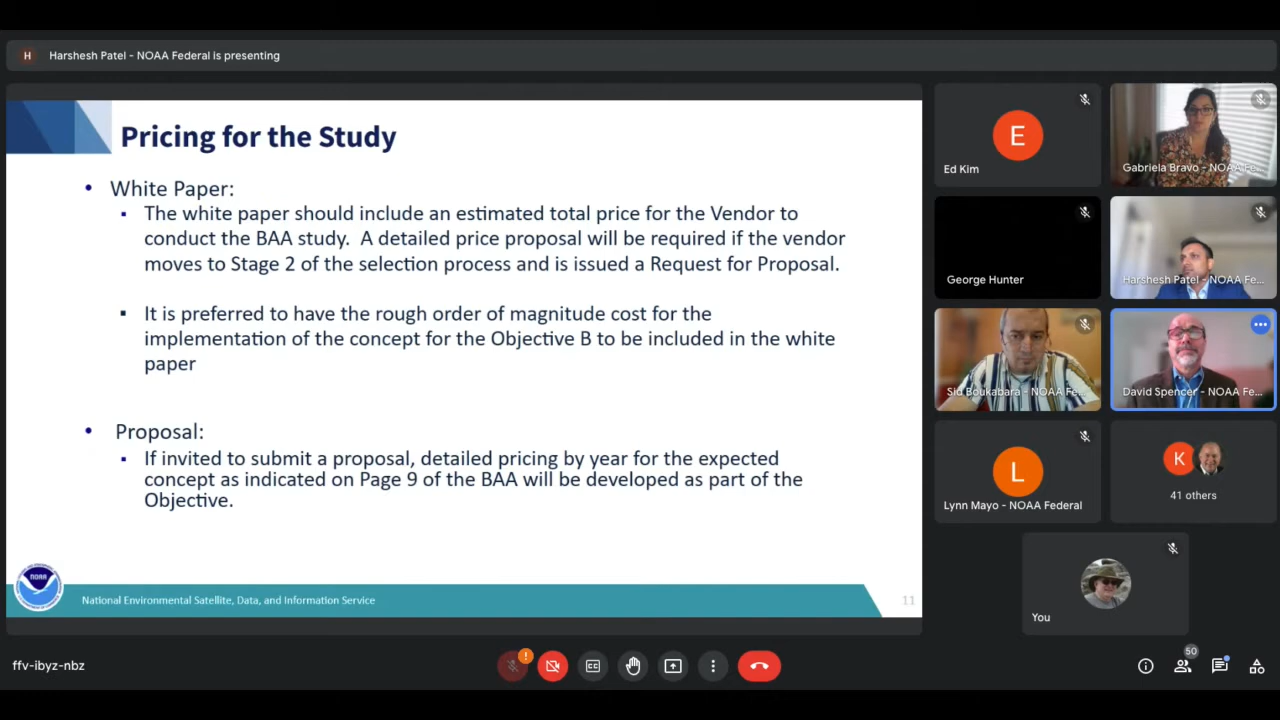 H Harshesh Patel - NOAA Federal is presenting
Pricing for the Study
• White Paper:
▪ The white paper should include an estimated total price for the Vendor to
conduct the BAA study. A detailed price proposal will be required if the vendor
moves to Stage 2 of the selection process and is issued a Request for Proposal.
▪ It is preferred to have the rough order of magnitude cost for the
implementation of the concept for the Objective B to be included in the white
paper
• Proposal:
▪ If invited to submit a proposal, detailed pricing by year for the expected
concept as indicated on Page 9 of the BAA will be developed as part of the
Objective.
NOAA
National Environmental Satellite, Data, and Information Service
11
E
Ed Kim
Gabriela Bravo - NOAA Fe...
George Hunter
Harshesh Patel - NOAA Fe...
Sid Boukabara - NOAA Fe...
David Spencer - NOAA Fe...
L
Lynn Mayo - NOAA Federal
K
41 others
You
ffv-ibyz-nbz
!
CC
50